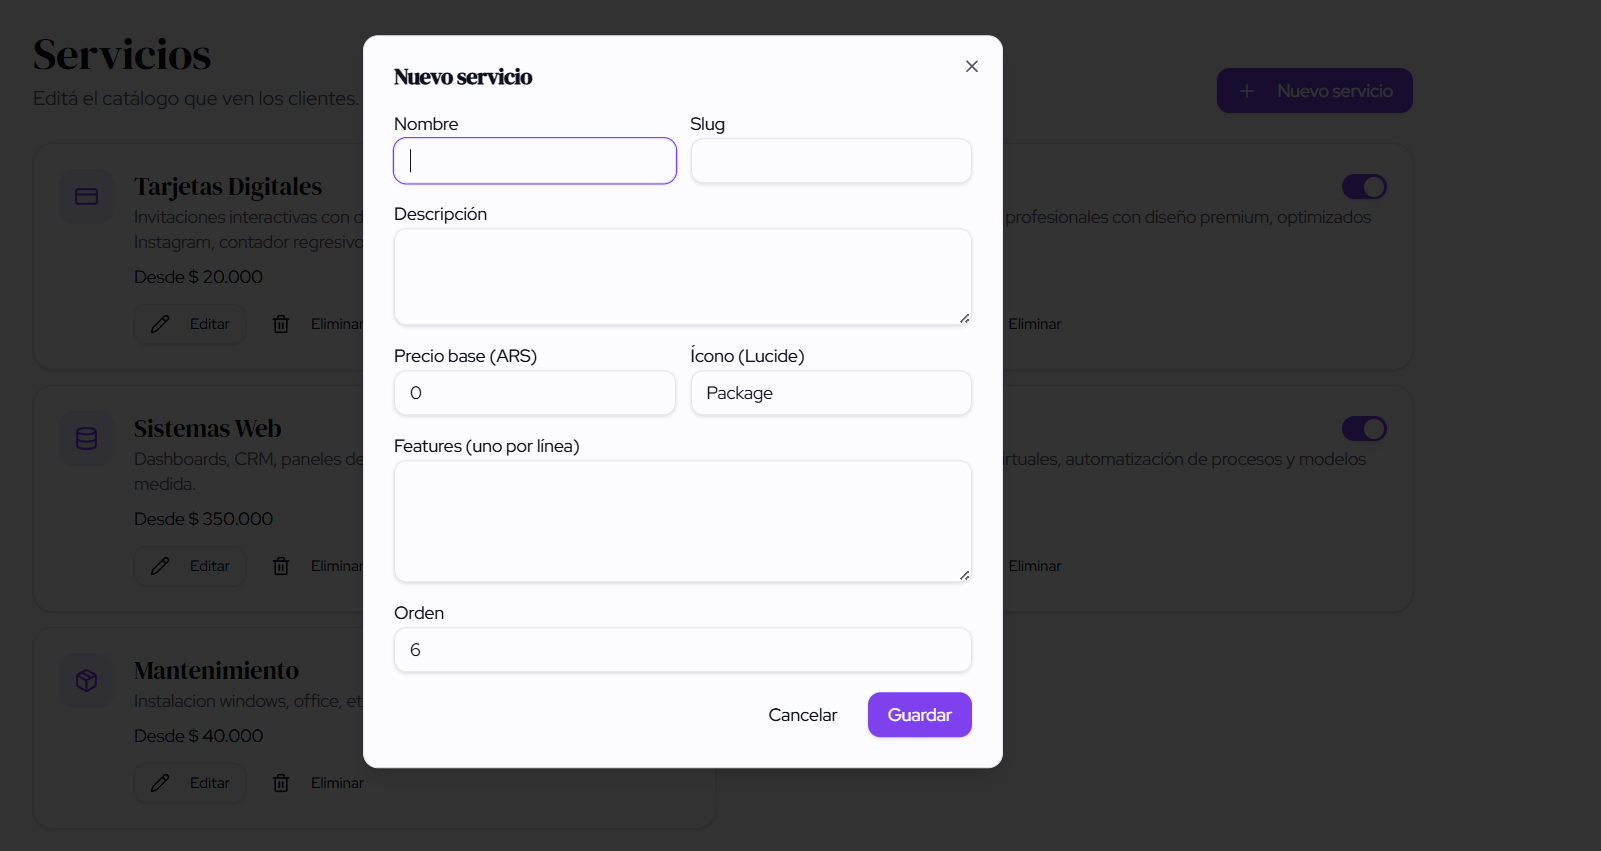 Servicios
Editá el catálogo que ven los clientes.
+ Nuevo servicio
Tarjetas Digitales
Invitaciones interactivas con d
Instagram, contador regresivo
Desde $ 20.000
Editar
Eliminar
profesionales con diseño premium, optimizados
Eliminar
Sistemas Web
Dashboards, CRM, paneles de
medida.
Desde $ 350.000
Editar
Eliminar
irtuales, automatización de procesos y modelos
Eliminar
Mantenimiento
Instalacion windows, office, et
Desde $ 40.000
Editar
Eliminar
Nuevo servicio
Nombre
Slug
Descripción
Precio base (ARS)
Ícono (Lucide)
0
Package
Features (uno por línea)
Orden
6
Cancelar
Guardar